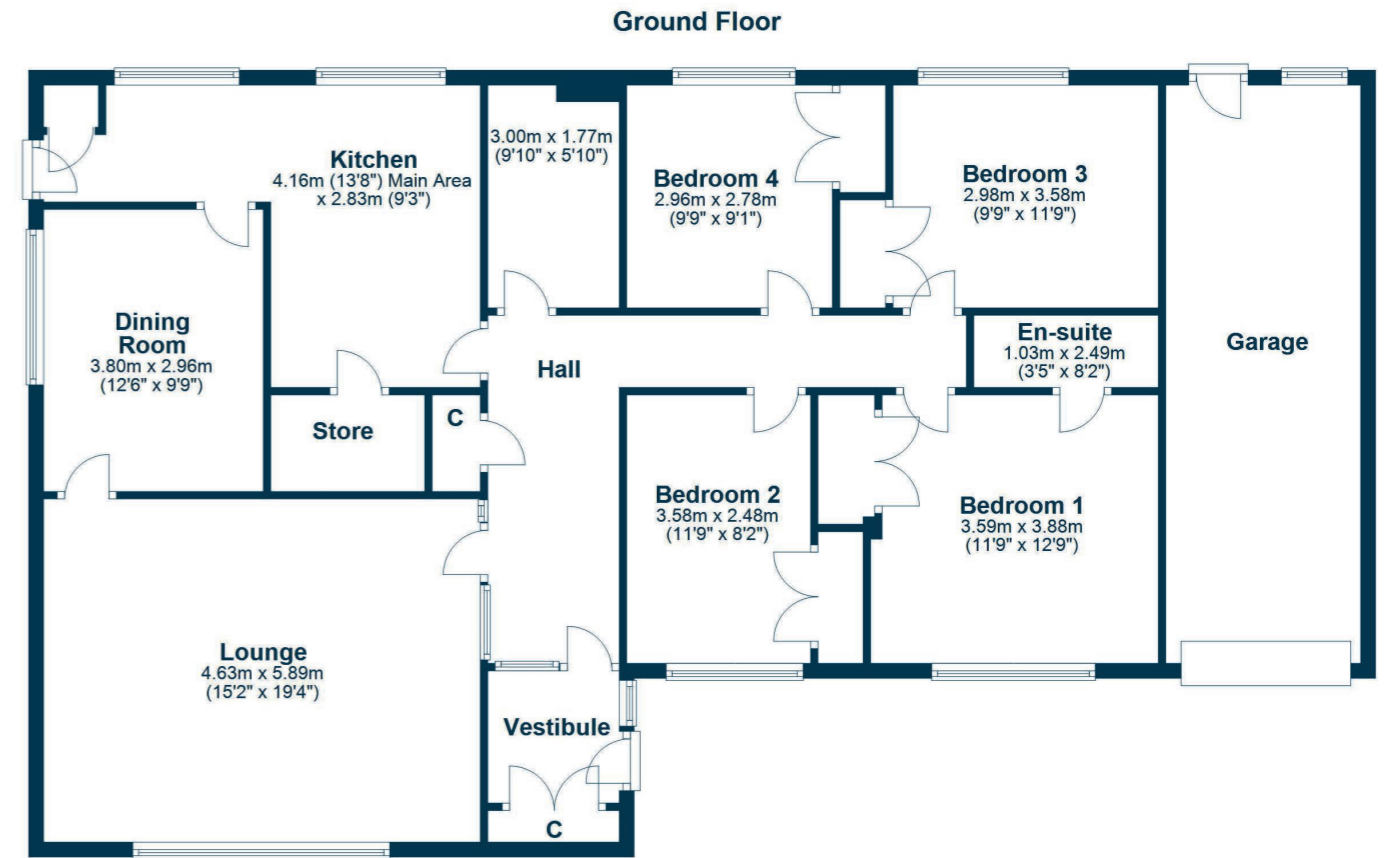 Ground Floor
Kitchen
4.16m (13'8") Main Area
x 2.83m (9'3")
3.00m x 1.77m
(9'10" x 5'10")
Bedroom 4
2.96m x 2.78m
(9'9" x 9'1")
Bedroom 3
2.98m x 3.58m
(9'9" x 11'9")
Dining
Room
3.80m x 2.96m
(12'6" x 9'9")
Hall
En-suite
1.03m x 2.49m
(3'5" x 8'2")
Garage
Store
C
Bedroom 2
3.58m x 2.48m
(11'9" x 8'2")
Bedroom 1
3.59m x 3.88m
(11'9" x 12'9")
Lounge
4.63m x 5.89m
(15'2" x 19'4")
Vestibule
C